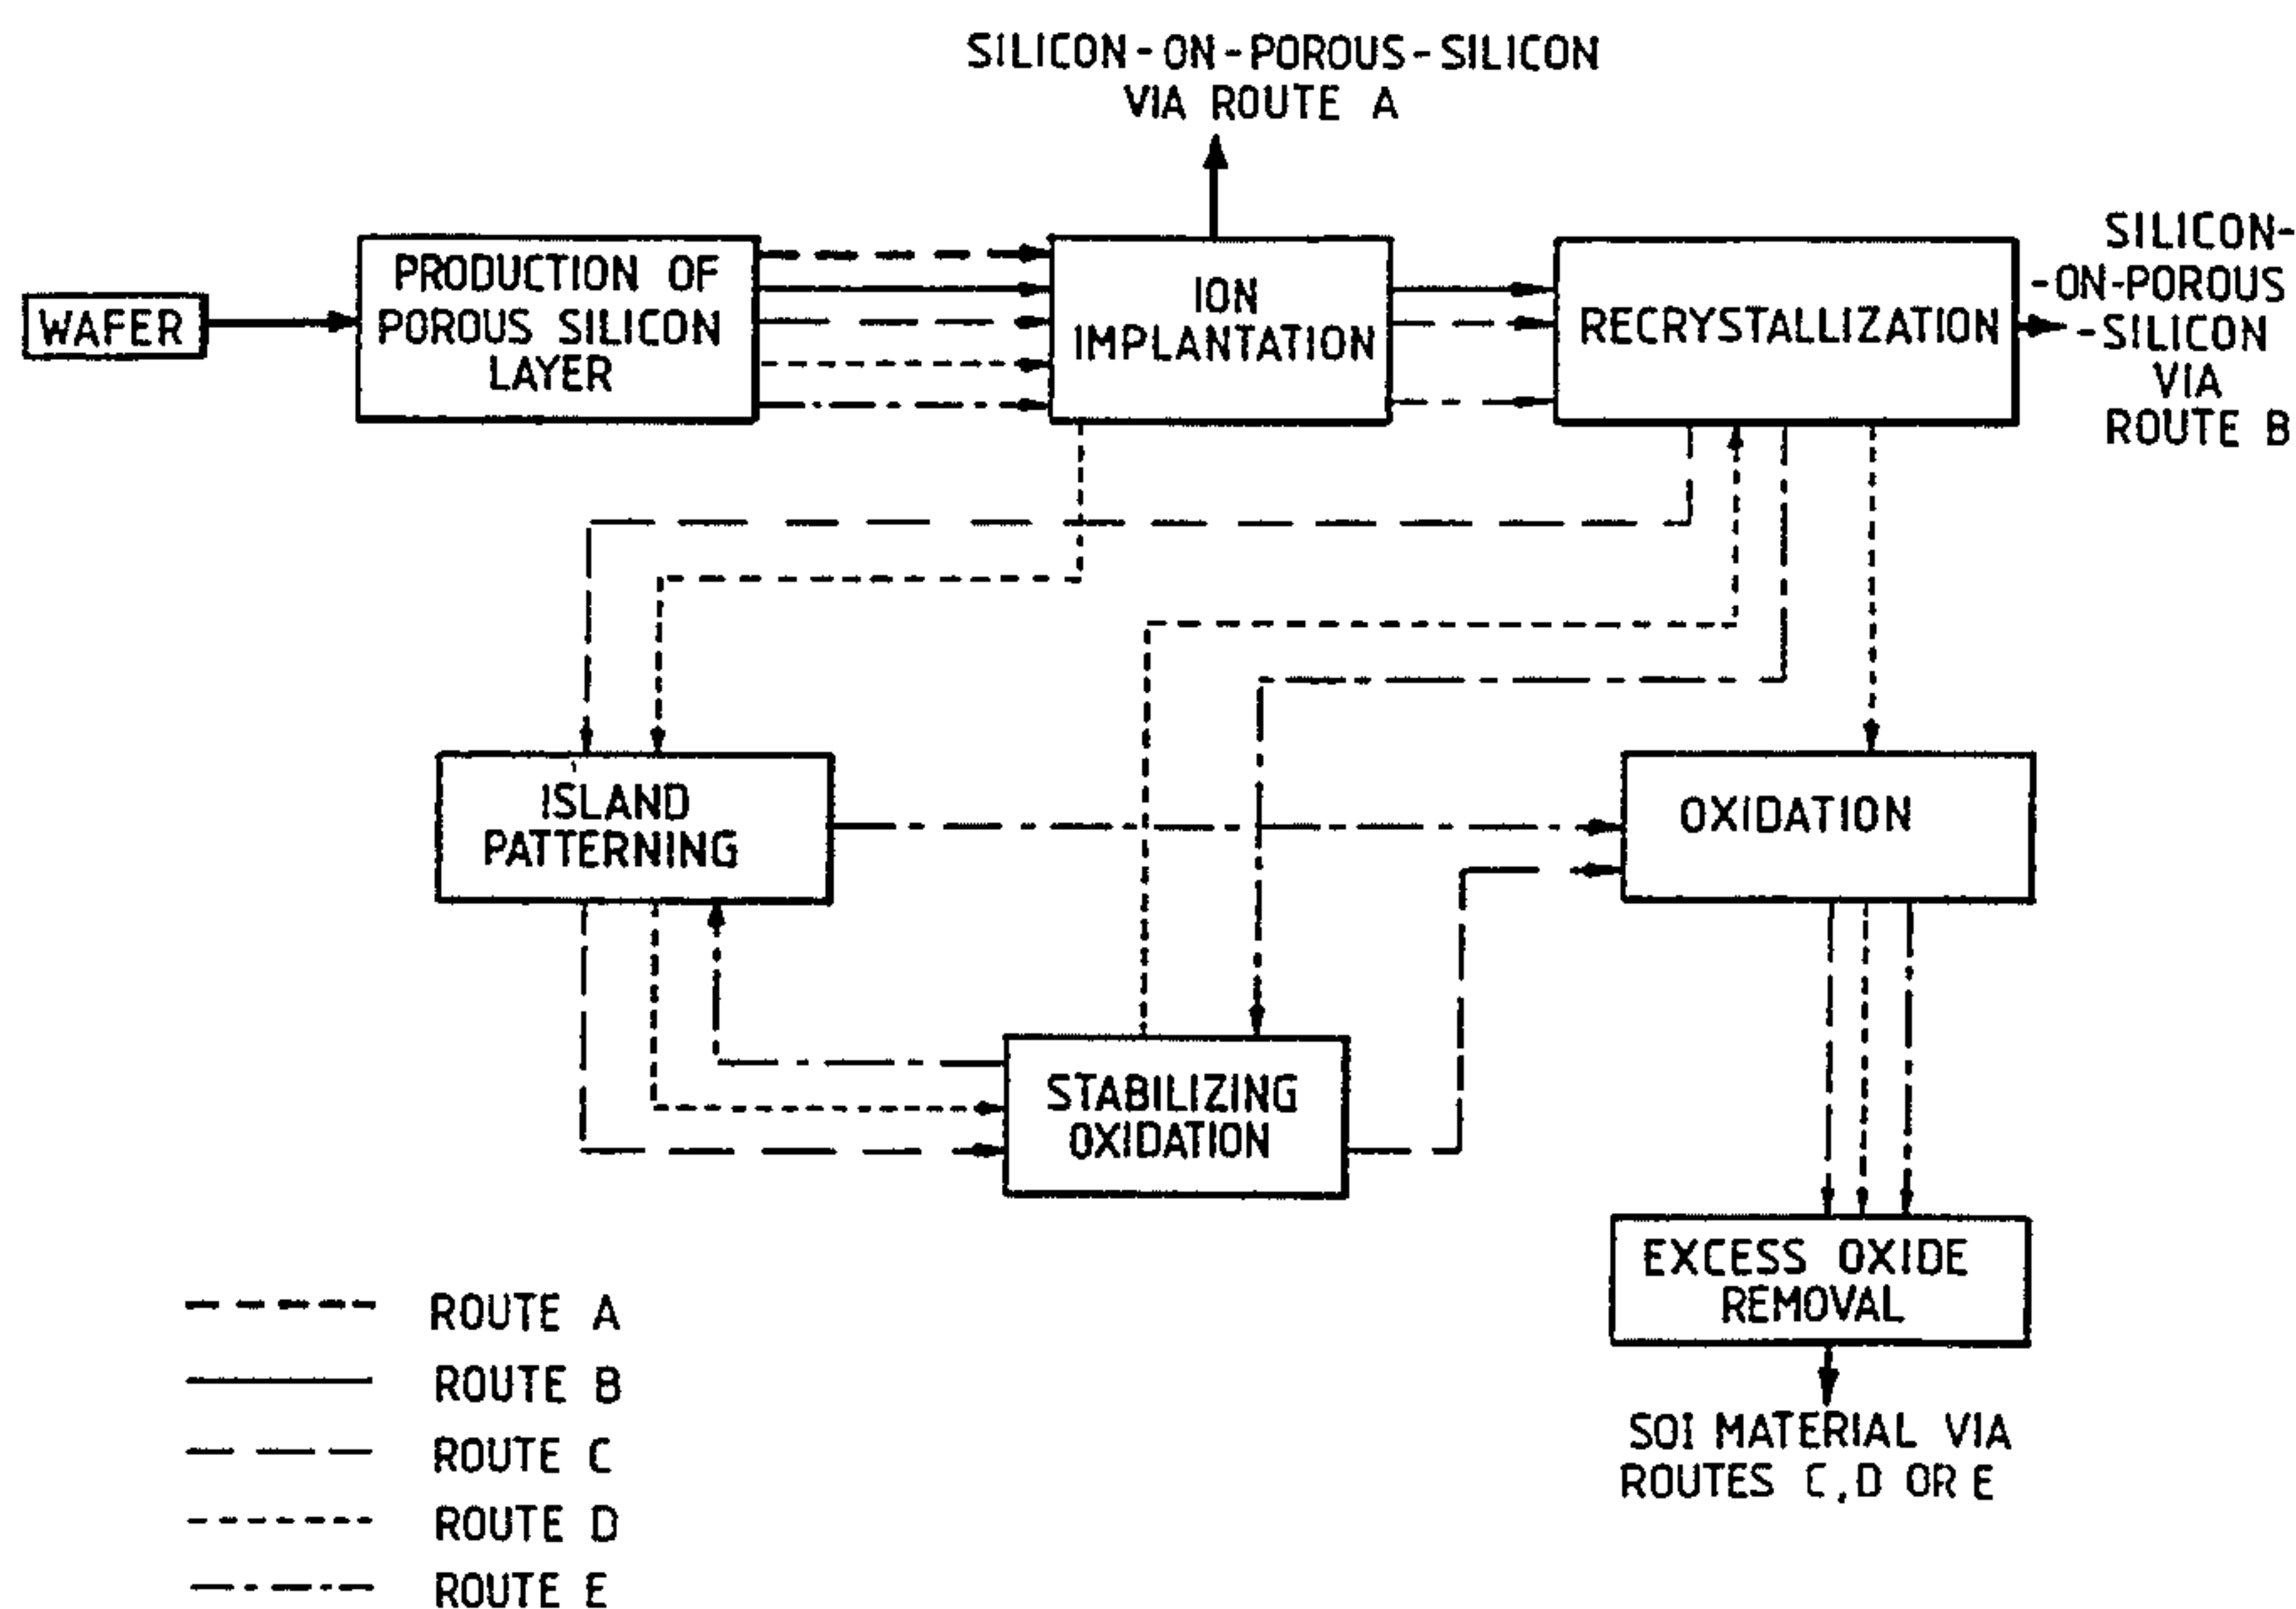 SILICON-ON-POROUS-SILICON
VIA ROUTE A
WAFER
PRODUCTION OF
POROUS SILICON
LAYER
ION
IMPLANTATION
RECRYSTALLIZATION
SILICON-
-ON-POROUS
-SILICON
VIA
ROUTE B
ISLAND
PATTERNING
OXIDATION
STABILIZING
OXIDATION
EXCESS OXIDE
REMOVAL
SOI MATERIAL VIA
ROUTES C, D OR E
ROUTE A
ROUTE B
ROUTE C
ROUTE D
ROUTE E